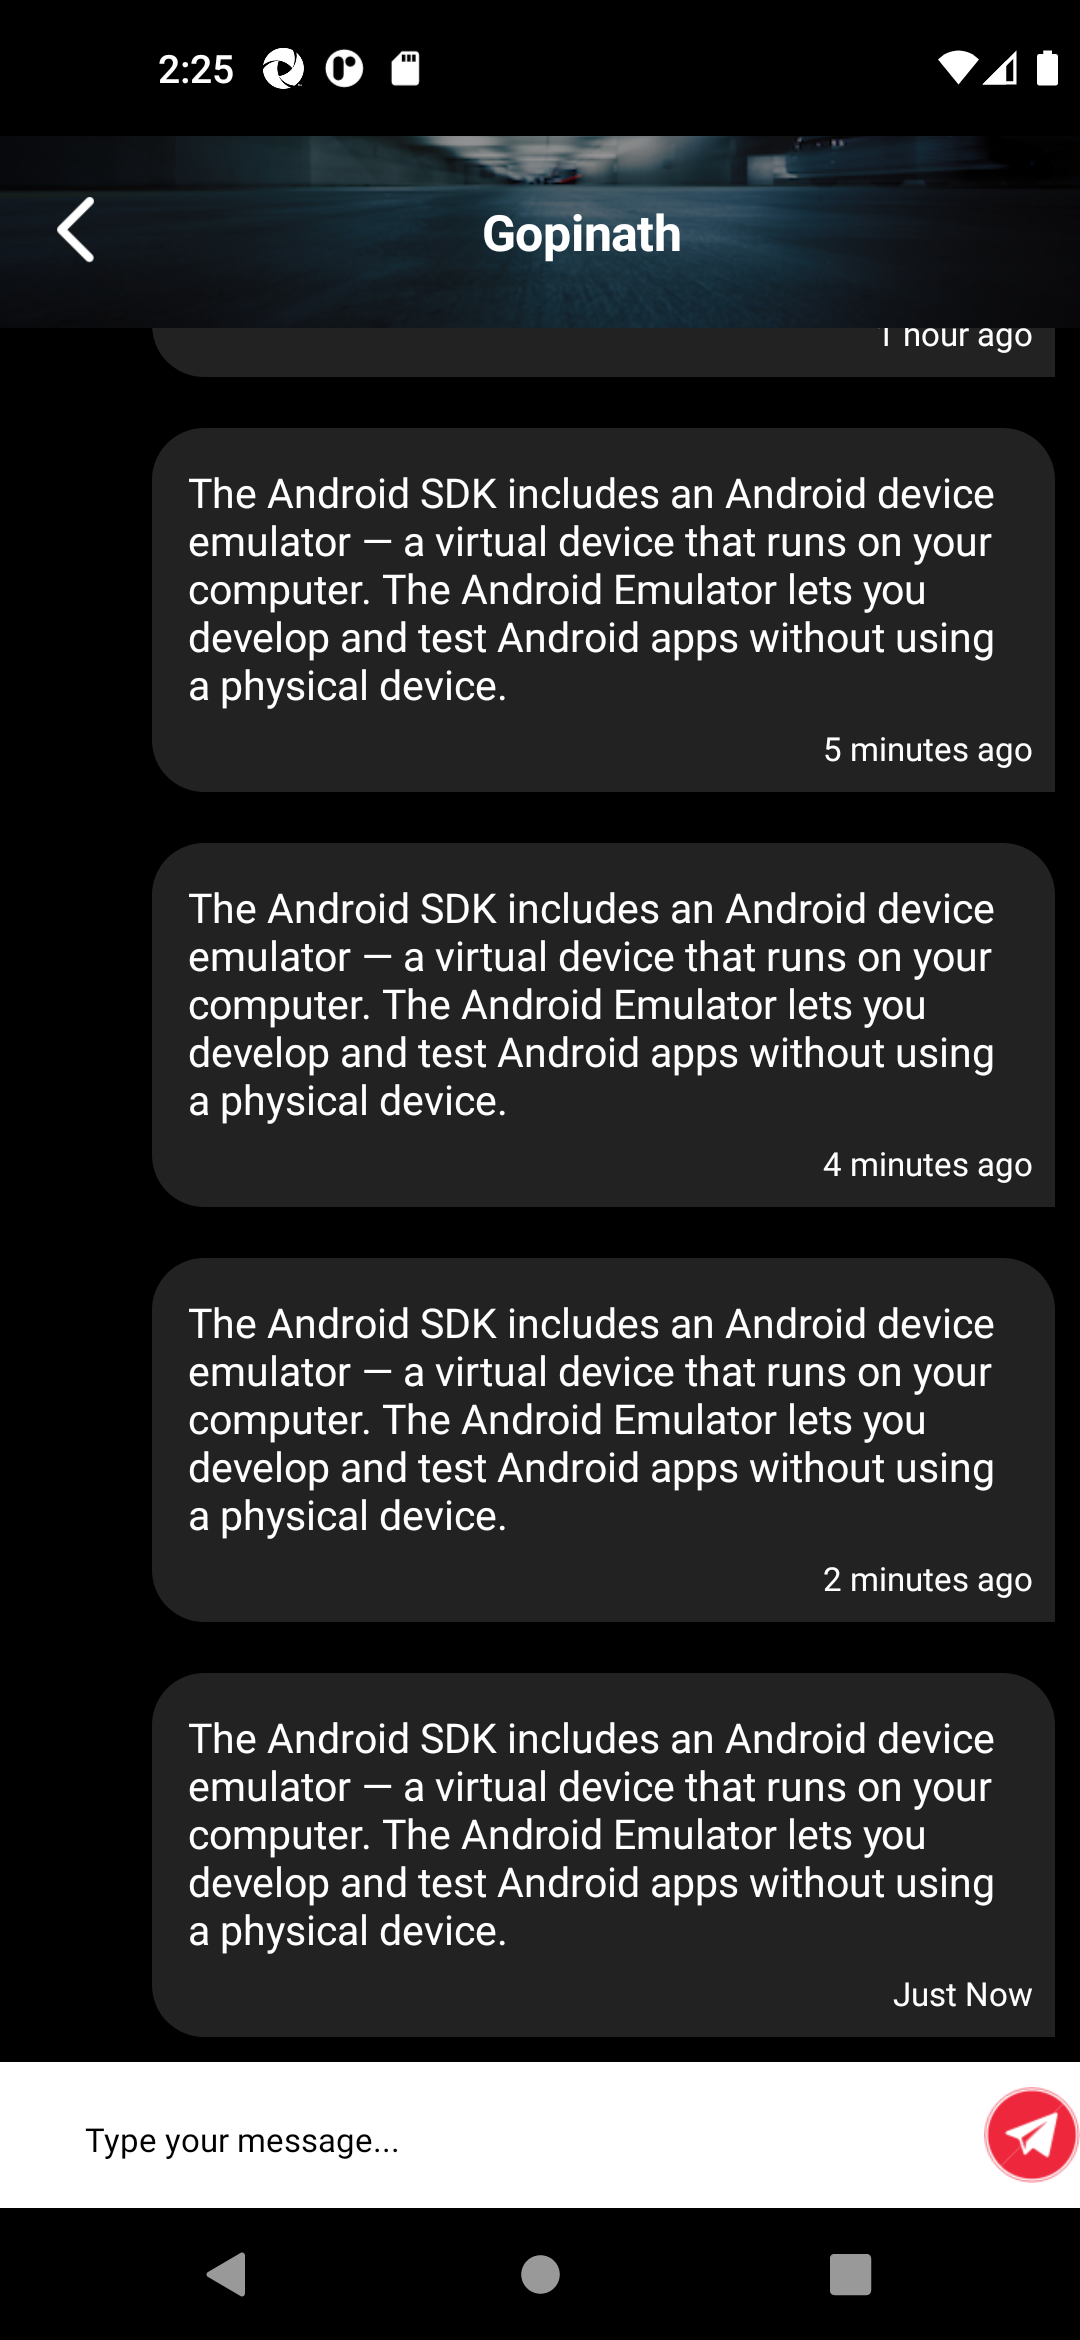 2:25
Gopinath
1 hour ago
The Android SDK includes an Android device
emulator — a virtual device that runs on your
computer. The Android Emulator lets you
develop and test Android apps without using
a physical device.
5 minutes ago
The Android SDK includes an Android device
emulator — a virtual device that runs on your
computer. The Android Emulator lets you
develop and test Android apps without using
a physical device.
4 minutes ago
The Android SDK includes an Android device
emulator — a virtual device that runs on your
computer. The Android Emulator lets you
develop and test Android apps without using
a physical device.
2 minutes ago
The Android SDK includes an Android device
emulator — a virtual device that runs on your
computer. The Android Emulator lets you
develop and test Android apps without using
a physical device.
Just Now
Type your message...